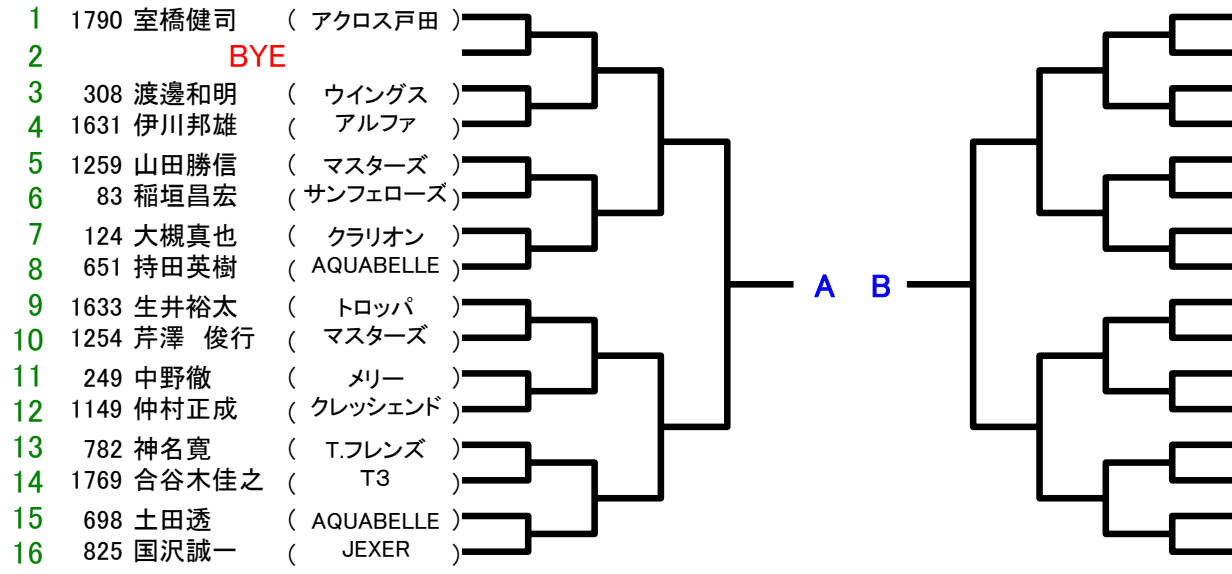 1 1790 室橋健司 ( アクロス戸田 )
2 BYE
3 308 渡邊和明 ( ウイングス )
4 1631 伊川邦雄 ( アルファ )
5 1259 山田勝信 ( マスターズ )
6 83 稲垣昌宏 ( サンフェローズ )
7 124 大槻真也 ( クラリオン )
8 651 持田英樹 ( AQUABELLE )
A B
9 1633 生井裕太 ( トロッパ )
10 1254 芹澤　俊行 ( マスターズ )
11 249 中野徹 ( メリー )
12 1149 仲村正成 ( クレッシェンド )
13 782 神名寛 ( T.フレンズ )
14 1769 合谷木佳之 ( T3 )
15 698 土田透 ( AQUABELLE )
16 825 国沢誠一 ( JEXER )